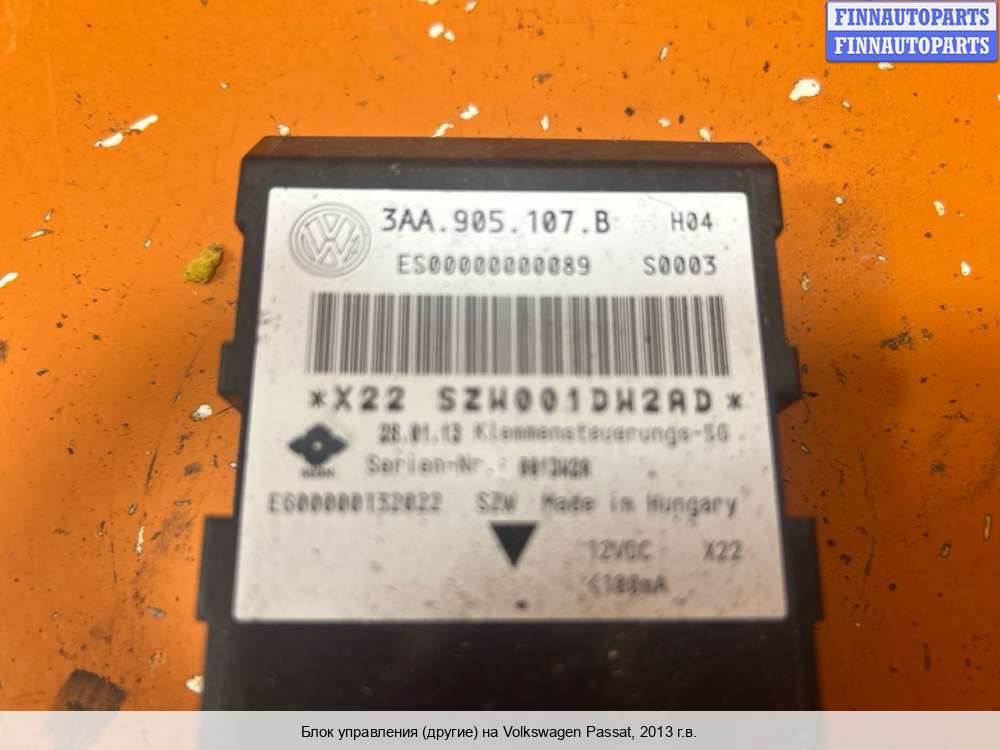 FINNAUTOPARTS
FINNAUTOPARTS
3AA.905.107.B H04
ES00000000089 S0003
*X22 SZW001DW2AD*
28.01.13 Klemmensteuerungs-SG
Serien-Nr.:
EG00000132022 SZW Made in Hungary
12VDC X22
<100mA
Блок управления (другие) на Volkswagen Passat, 2013 г.в.